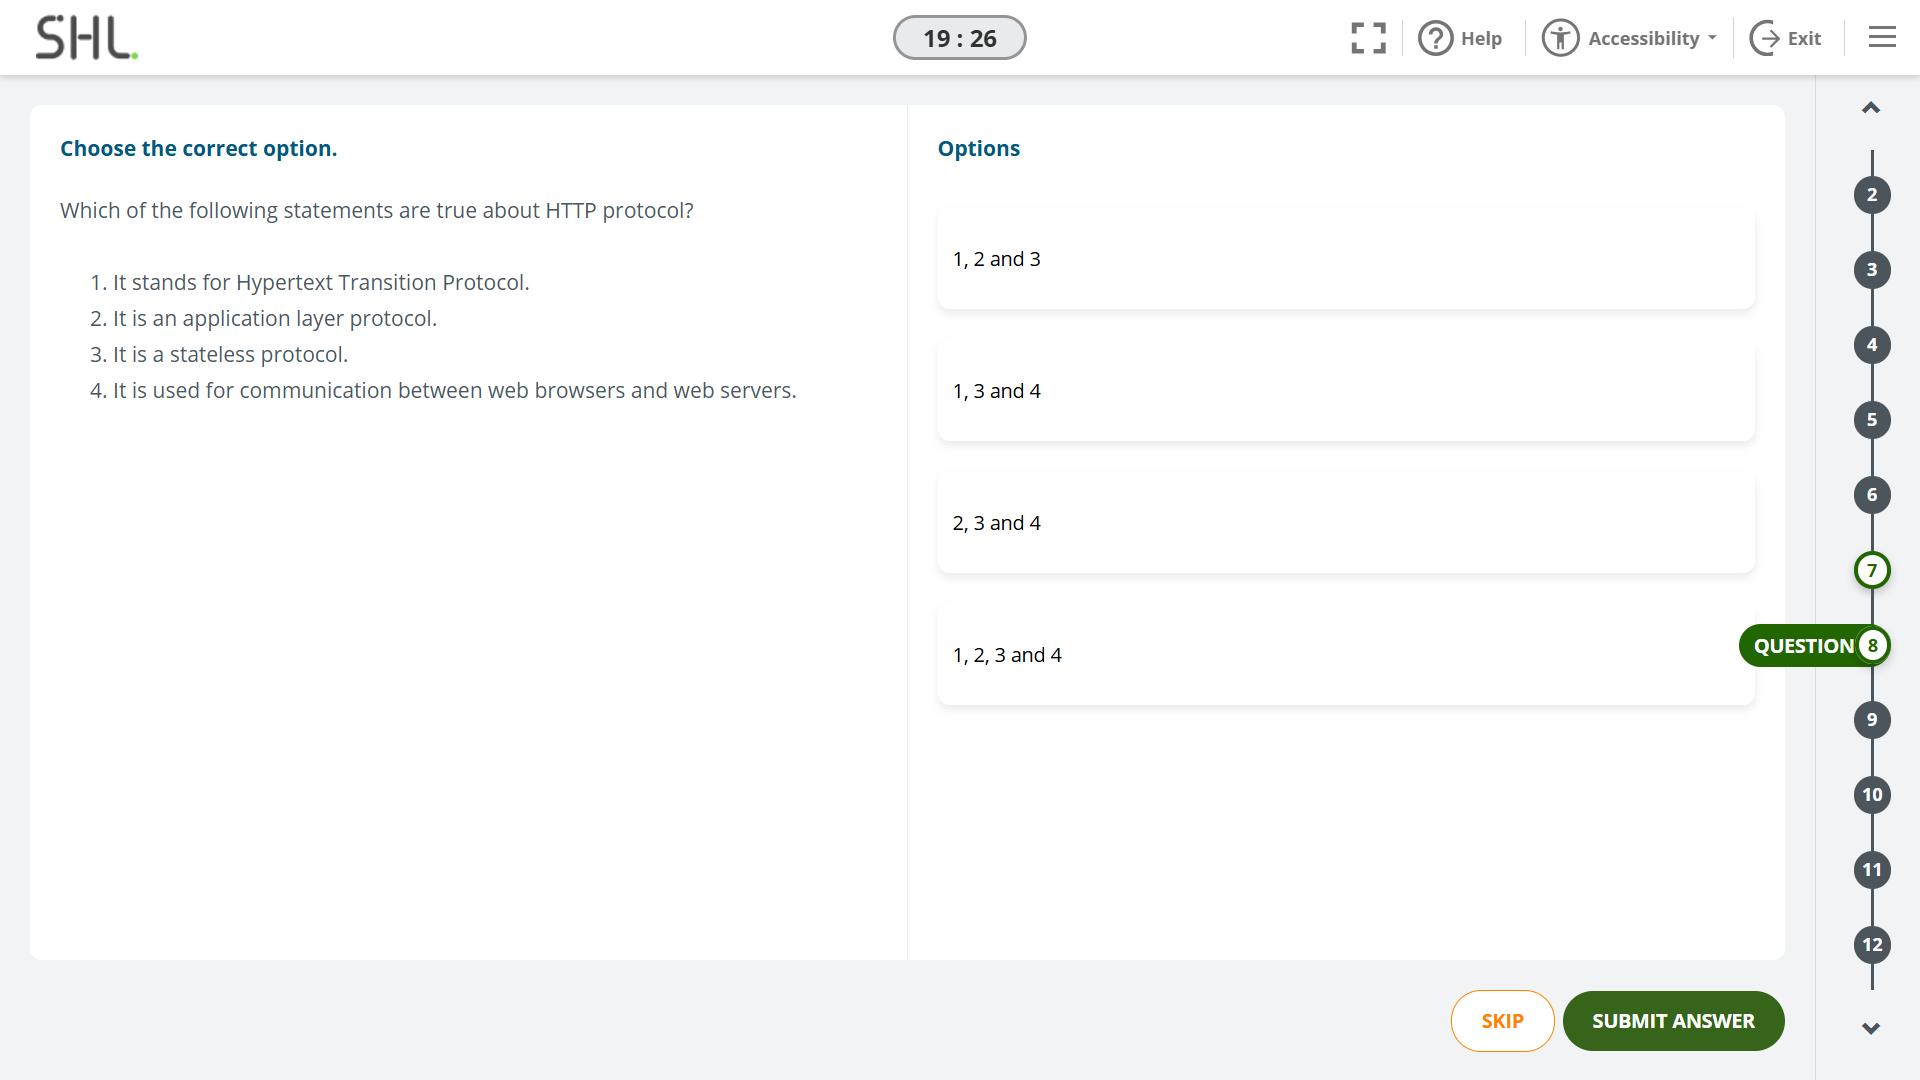 SHL.
19 : 26
Help
Accessibility
Exit
Choose the correct option.
Which of the following statements are true about HTTP protocol?
1. It stands for Hypertext Transition Protocol.
2. It is an application layer protocol.
3. It is a stateless protocol.
4. It is used for communication between web browsers and web servers.
Options
1, 2 and 3
1, 3 and 4
2, 3 and 4
1, 2, 3 and 4
2
3
4
5
6
7
QUESTION 8
9
10
11
12
SKIP
SUBMIT ANSWER